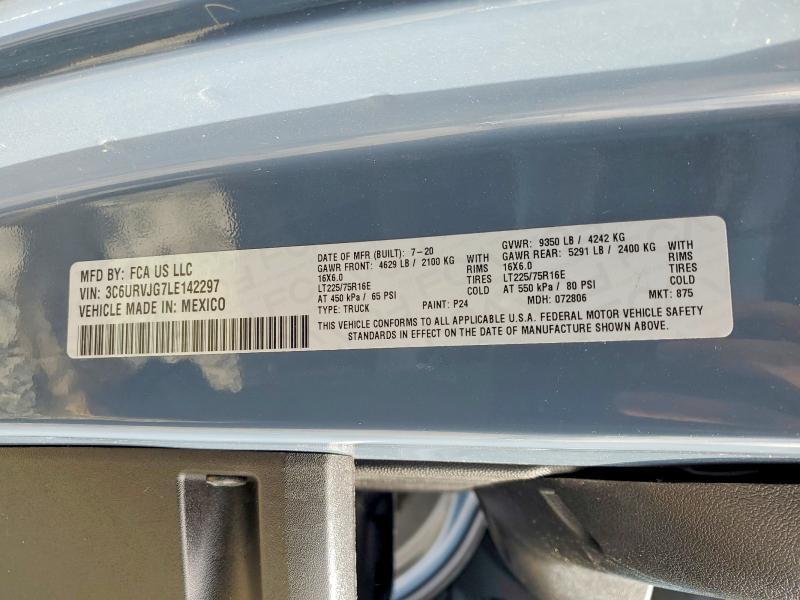 MFD BY: FCA US LLC
VIN: 3C6URVJG7LE142297
VEHICLE MADE IN: MEXICO
DATE OF MFR (BUILT): 7-20
GAWR FRONT: 4629 LB / 2100 KG WITH
16X6.0 RIMS
LT225/75R16E TIRES
AT 450 kPa / 65 PSI COLD
TYPE: TRUCK PAINT: P24
GVWR: 9350 LB / 4242 KG
GAWR REAR: 5291 LB / 2400 KG WITH
16X6.0 RIMS
LT225/75R16E TIRES
AT 550 kPa / 80 PSI COLD
MDH: 072806 MKT: 875
THIS VEHICLE CONFORMS TO ALL APPLICABLE U.S.A. FEDERAL MOTOR VEHICLE SAFETY
STANDARDS IN EFFECT ON THE DATE OF MANUFACTURE SHOWN ABOVE.